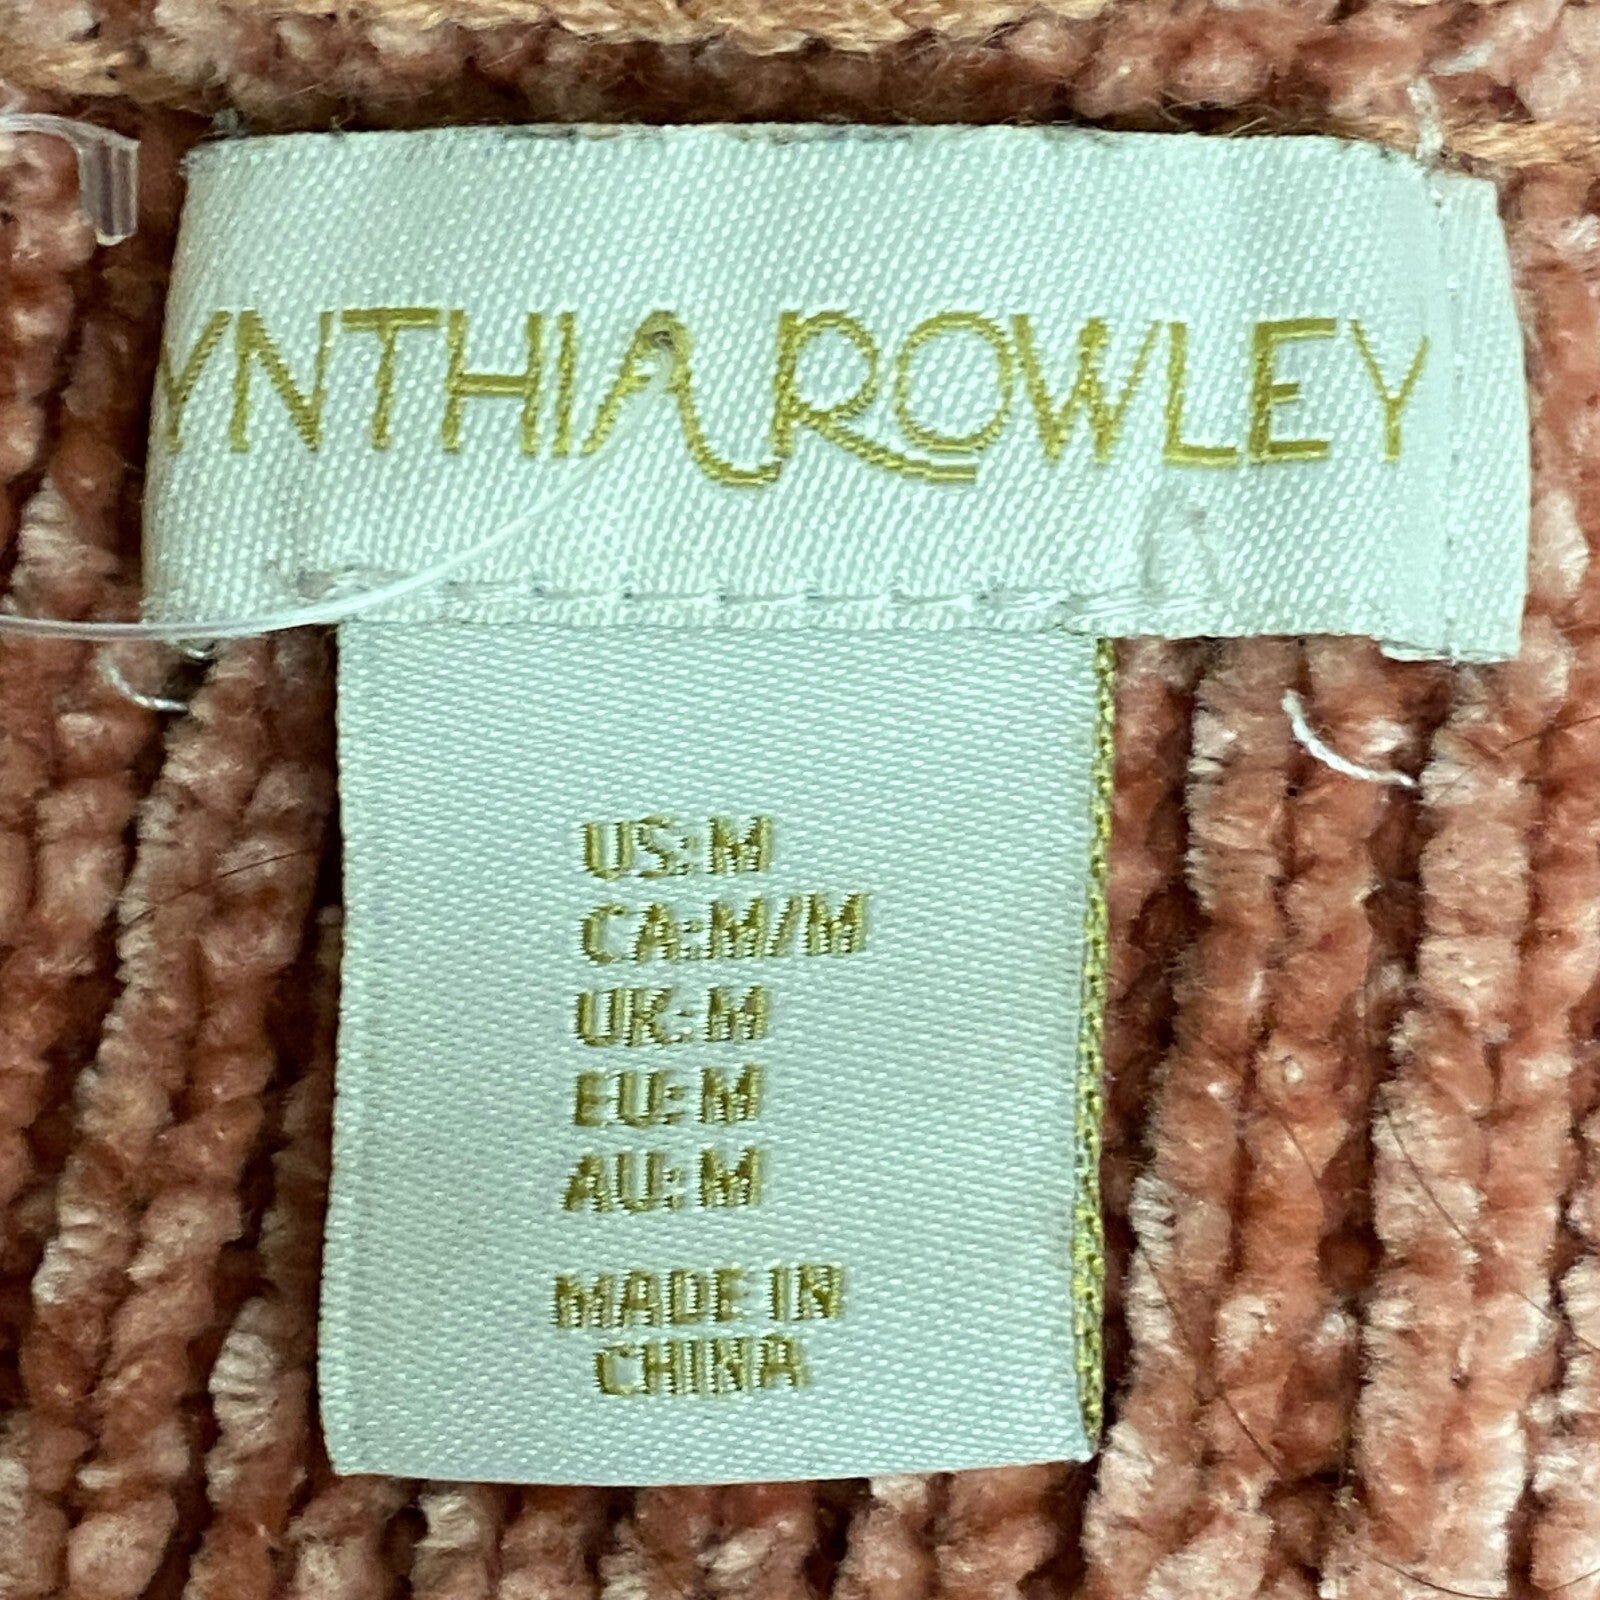 YNTHIA ROWLEY
US: M
CA: M/M
UK: M
EU: M
AU: M
MADE IN
CHINA